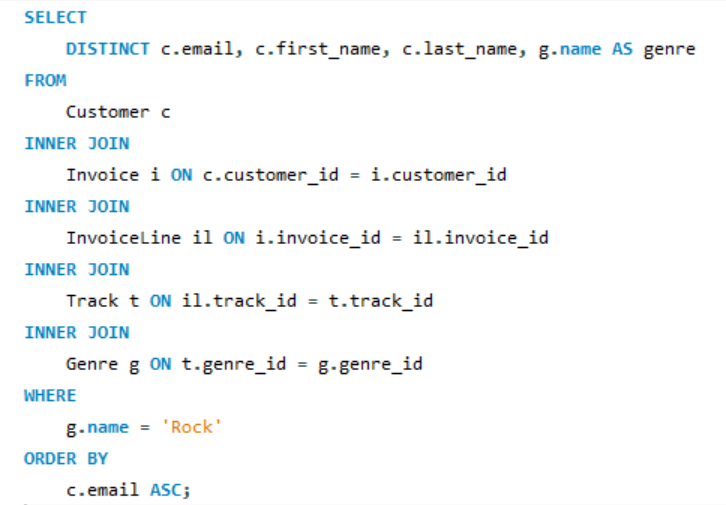 SELECT
DISTINCT c.email, c.first_name, c.last_name, g.name AS genre
FROM
Customer c
INNER JOIN
Invoice i ON c.customer_id = i.customer_id
INNER JOIN
InvoiceLine il ON i.invoice_id = il.invoice_id
INNER JOIN
Track t ON il.track_id = t.track_id
INNER JOIN
Genre g ON t.genre_id = g.genre_id
WHERE
g.name = 'Rock'
ORDER BY
c.email ASC;